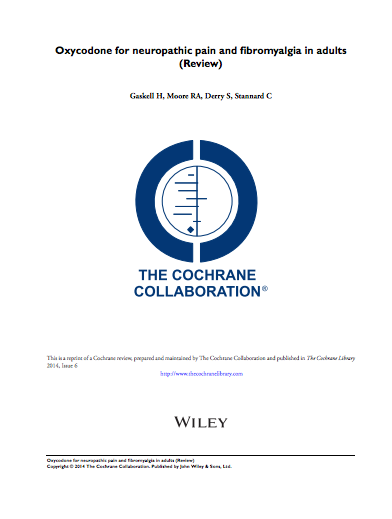 Oxycodone for neuropathic pain and fibromyalgia in adults
(Review)
Gaskell H, Moore RA, Derry S, Stannard C
THE COCHRANE
COLLABORATION®
This is a reprint of a Cochrane review, prepared and maintained by The Cochrane Collaboration and published in The Cochrane Library
2014, Issue 6
http://www.thecochranelibrary.com
WILEY
Oxycodone for neuropathic pain and fibromyalgia in adults (Review)
Copyright © 2014 The Cochrane Collaboration. Published by John Wiley & Sons, Ltd.